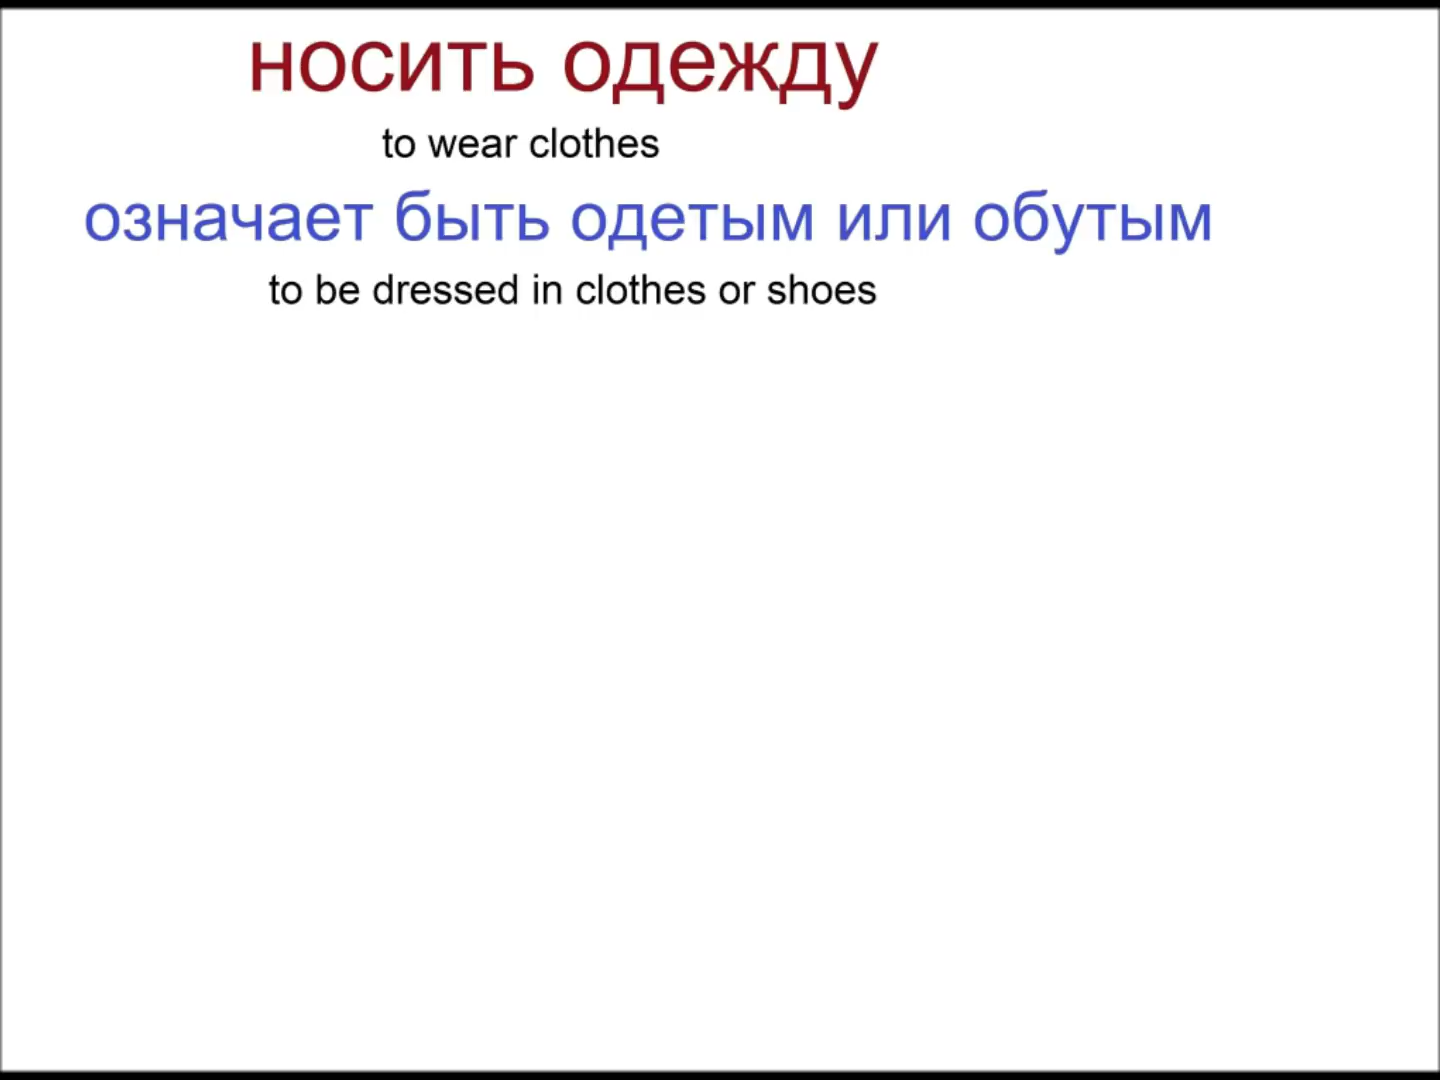 носить одежду
to wear clothes
означает быть одетым или обутым
to be dressed in clothes or shoes